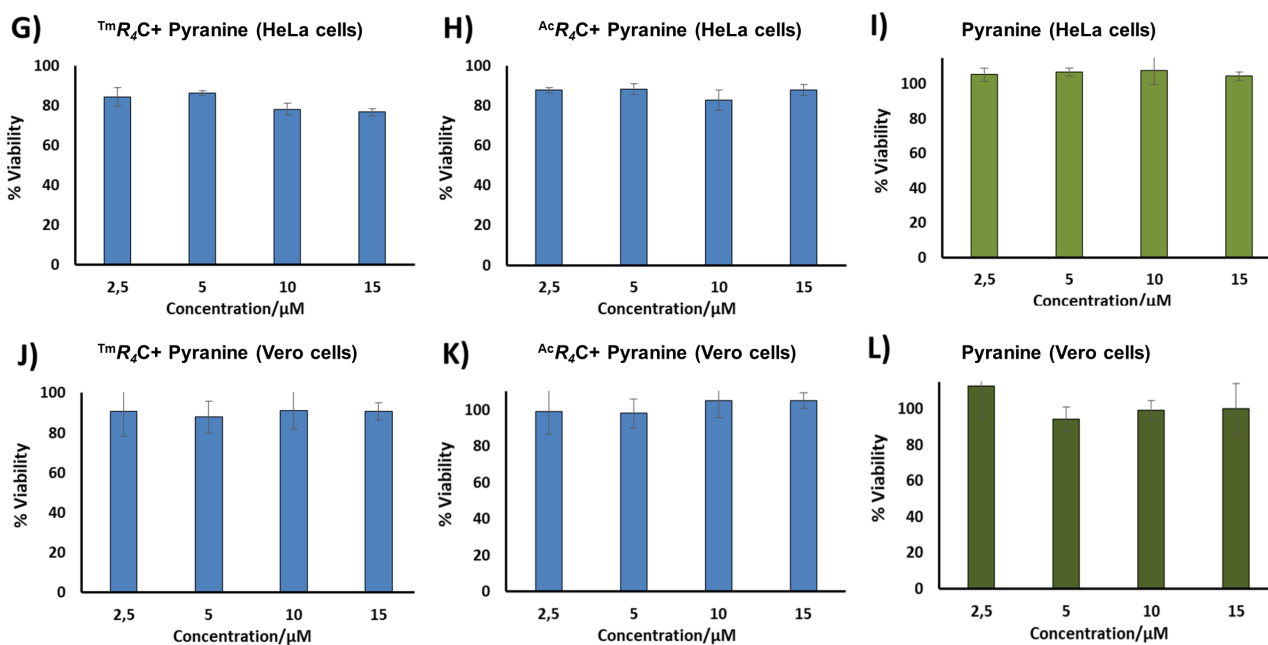 G) ᵀᵐR₄C+ Pyranine (HeLa cells)
% Viability
100
80
60
40
20
0
2,5 5 10 15
Concentration/µM
H) ᴬᶜR₄C+ Pyranine (HeLa cells)
% Viability
100
80
60
40
20
0
2,5 5 10 15
Concentration/µM
I) Pyranine (HeLa cells)
% Viability
100
80
60
40
20
0
2,5 5 10 15
Concentration/µM
J) ᵀᵐR₄C+ Pyranine (Vero cells)
% Viability
100
80
60
40
20
0
2,5 5 10 15
Concentration/µM
K) ᴬᶜR₄C+ Pyranine (Vero cells)
% Viability
100
80
60
40
20
0
2,5 5 10 15
Concentration/µM
L) Pyranine (Vero cells)
% Viability
100
80
60
40
20
0
2,5 5 10 15
Concentration/µM